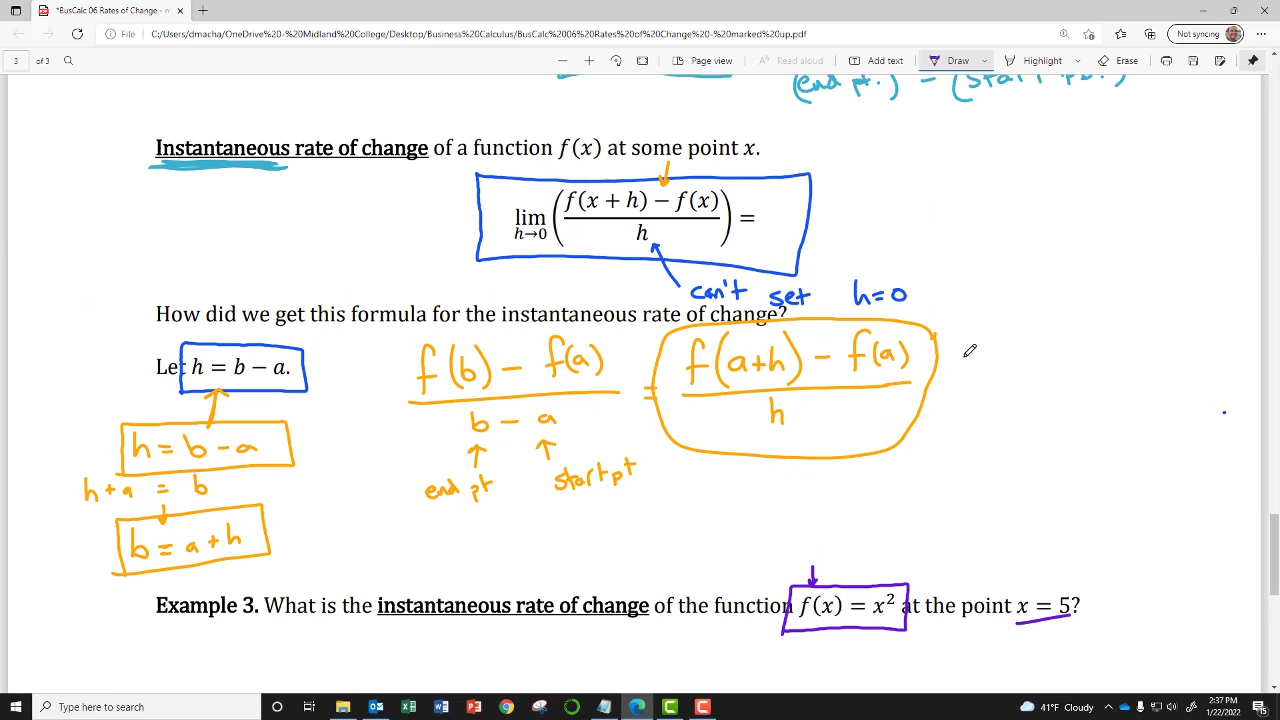 *BusCalc 06 Rates of Change - m
File
C:/Users/dmacha/OneDrive%20-%20Midland%20College/Desktop/Business%20Calculus/BusCalc%2006%20Rates%20of%20Change%20-%20marked%20up.pdf
Not syncing
3 of 3
Page view
Read aloud
Add text
Draw
Highlight
Erase
(end pt.) - (start pt.)
Instantaneous rate of change of a function f(x) at some point x.
lim h→0 ( f(x + h) − f(x) / h ) =
can't set h=0
How did we get this formula for the instantaneous rate of change?
Let h = b − a.
f(b) - f(a) / b - a = f(a+h) - f(a) / h
h = b - a
end pt
start pt
h + a = b
b = a + h
Example 3. What is the instantaneous rate of change of the function f(x) = x² at the point x = 5?
Type here to search
41°F Cloudy
2:37 PM
1/22/2022
15